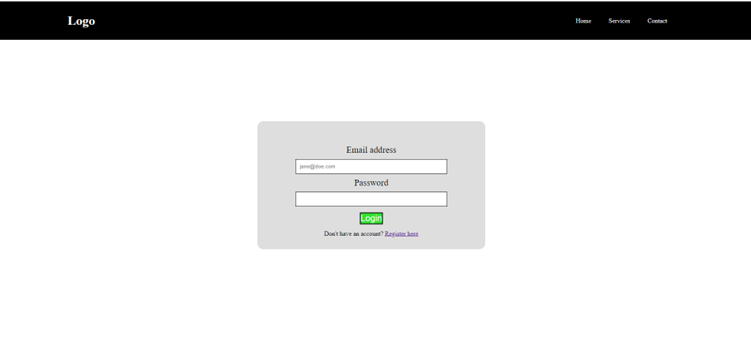 Logo
Home Services Contact
Email address
jane@doe.com
Password
Login
Don't have an account? Register here